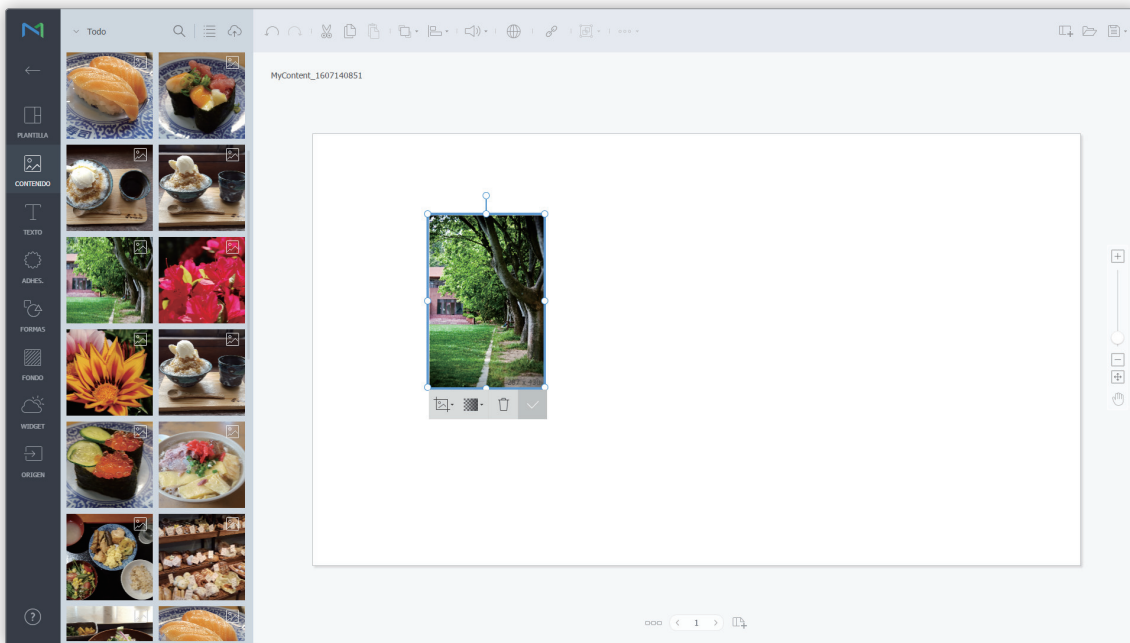 Todo
MyContent_1607140851
PLANTILLA
CONTENIDO
TEXTO
ADHES.
FORMAS
FONDO
WIDGET
ORIGEN
?
1